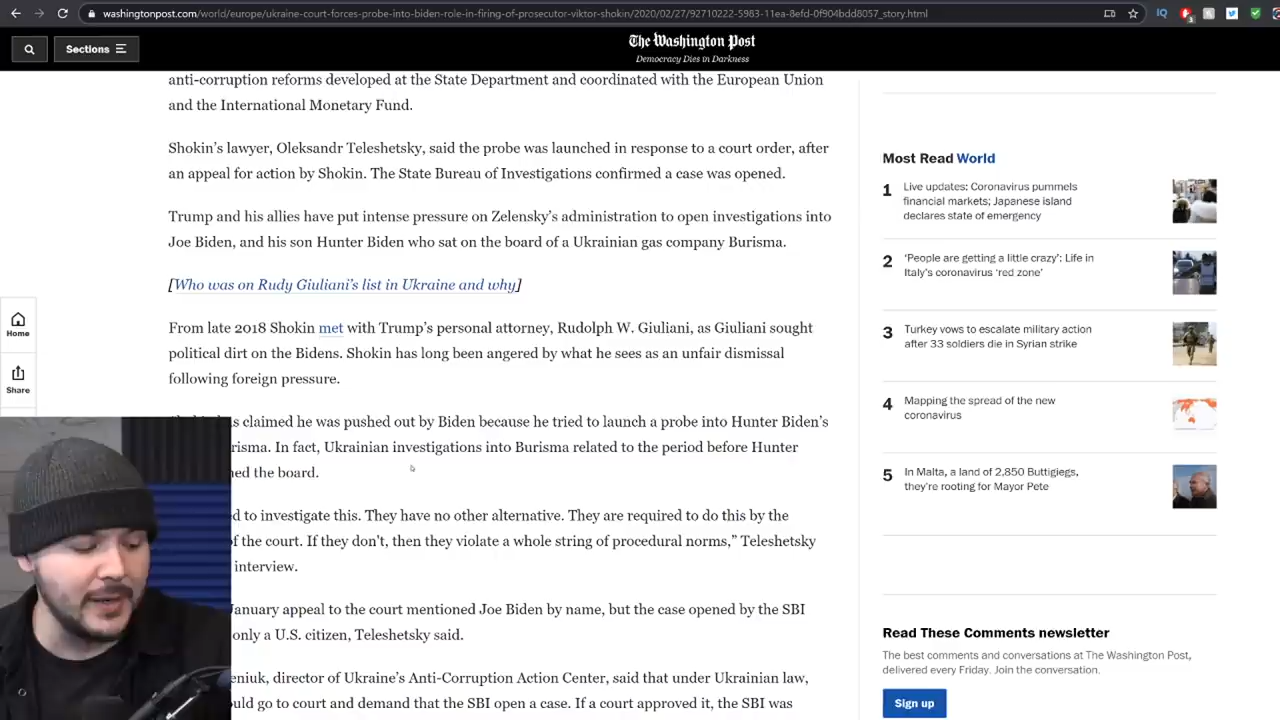 washingtonpost.com/world/europe/ukraine-court-forces-probe-into-biden-role-in-firing-of-prosecutor-viktor-shokin/2020/02/27/92710222-5983-11ea-8efd-0f904bdd8057_story.html
Sections
The Washington Post
Democracy Dies in Darkness
anti-corruption reforms developed at the State Department and coordinated with the European Union
and the International Monetary Fund.
Shokin's lawyer, Oleksandr Teleshetsky, said the probe was launched in response to a court order, after
an appeal for action by Shokin. The State Bureau of Investigations confirmed a case was opened.
Trump and his allies have put intense pressure on Zelensky's administration to open investigations into
Joe Biden, and his son Hunter Biden who sat on the board of a Ukrainian gas company Burisma.
[Who was on Rudy Giuliani's list in Ukraine and why]
From late 2018 Shokin met with Trump's personal attorney, Rudolph W. Giuliani, as Giuliani sought
political dirt on the Bidens. Shokin has long been angered by what he sees as an unfair dismissal
following foreign pressure.
claimed he was pushed out by Biden because he tried to launch a probe into Hunter Biden's
In fact, Ukrainian investigations into Burisma related to the period before Hunter
the board.
to investigate this. They have no other alternative. They are required to do this by the
of the court. If they don't, then they violate a whole string of procedural norms,” Teleshetsky
interview.
January appeal to the court mentioned Joe Biden by name, but the case opened by the SBI
only a U.S. citizen, Teleshetsky said.
director of Ukraine's Anti-Corruption Action Center, said that under Ukrainian law,
go to court and demand that the SBI open a case. If a court approved it, the SBI was
Home
Share
Most Read World
1 Live updates: Coronavirus pummels
financial markets; Japanese island
declares state of emergency
2 ‘People are getting a little crazy’: Life in
Italy's coronavirus ‘red zone’
3 Turkey vows to escalate military action
after 33 soldiers die in Syrian strike
4 Mapping the spread of the new
coronavirus
5 In Malta, a land of 2,850 Buttigiegs,
they're rooting for Mayor Pete
Read These Comments newsletter
The best comments and conversations at The Washington Post,
delivered every Friday. Join the conversation.
Sign up